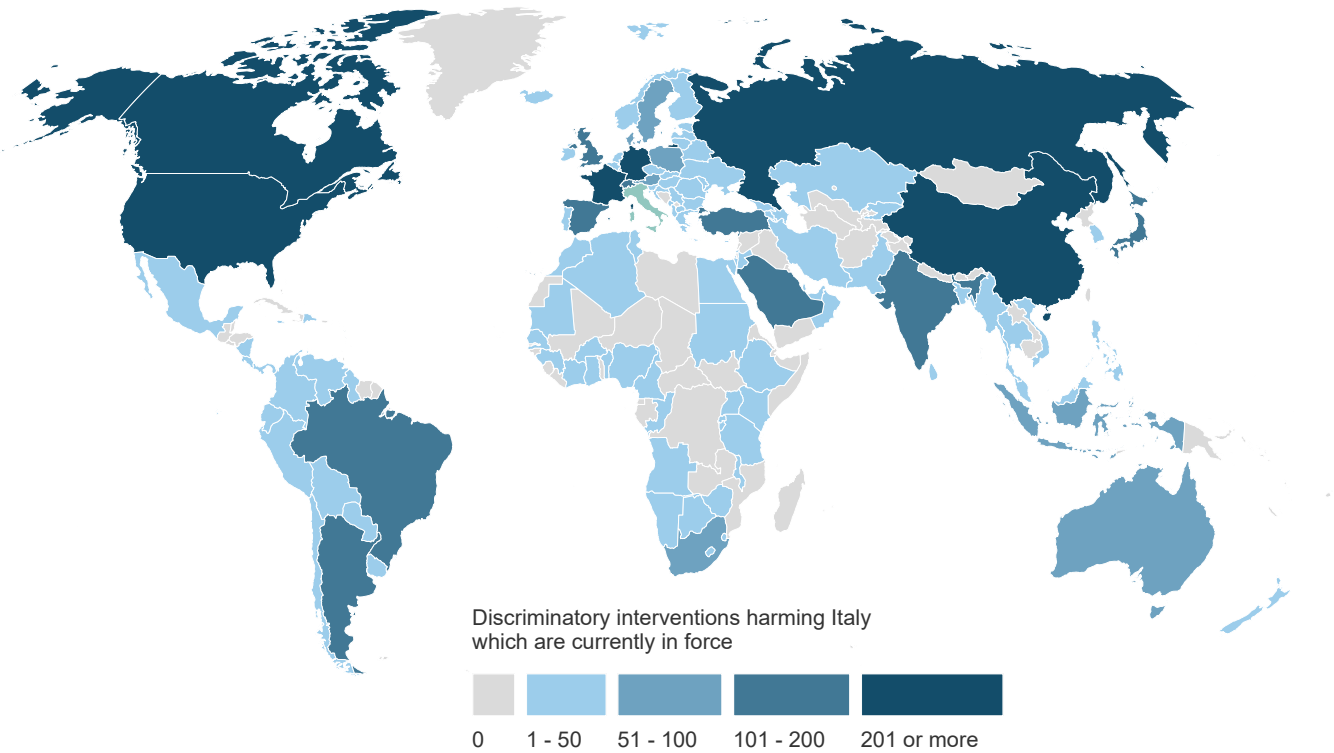 Discriminatory interventions harming Italy
which are currently in force
0 1 - 50 51 - 100 101 - 200 201 or more